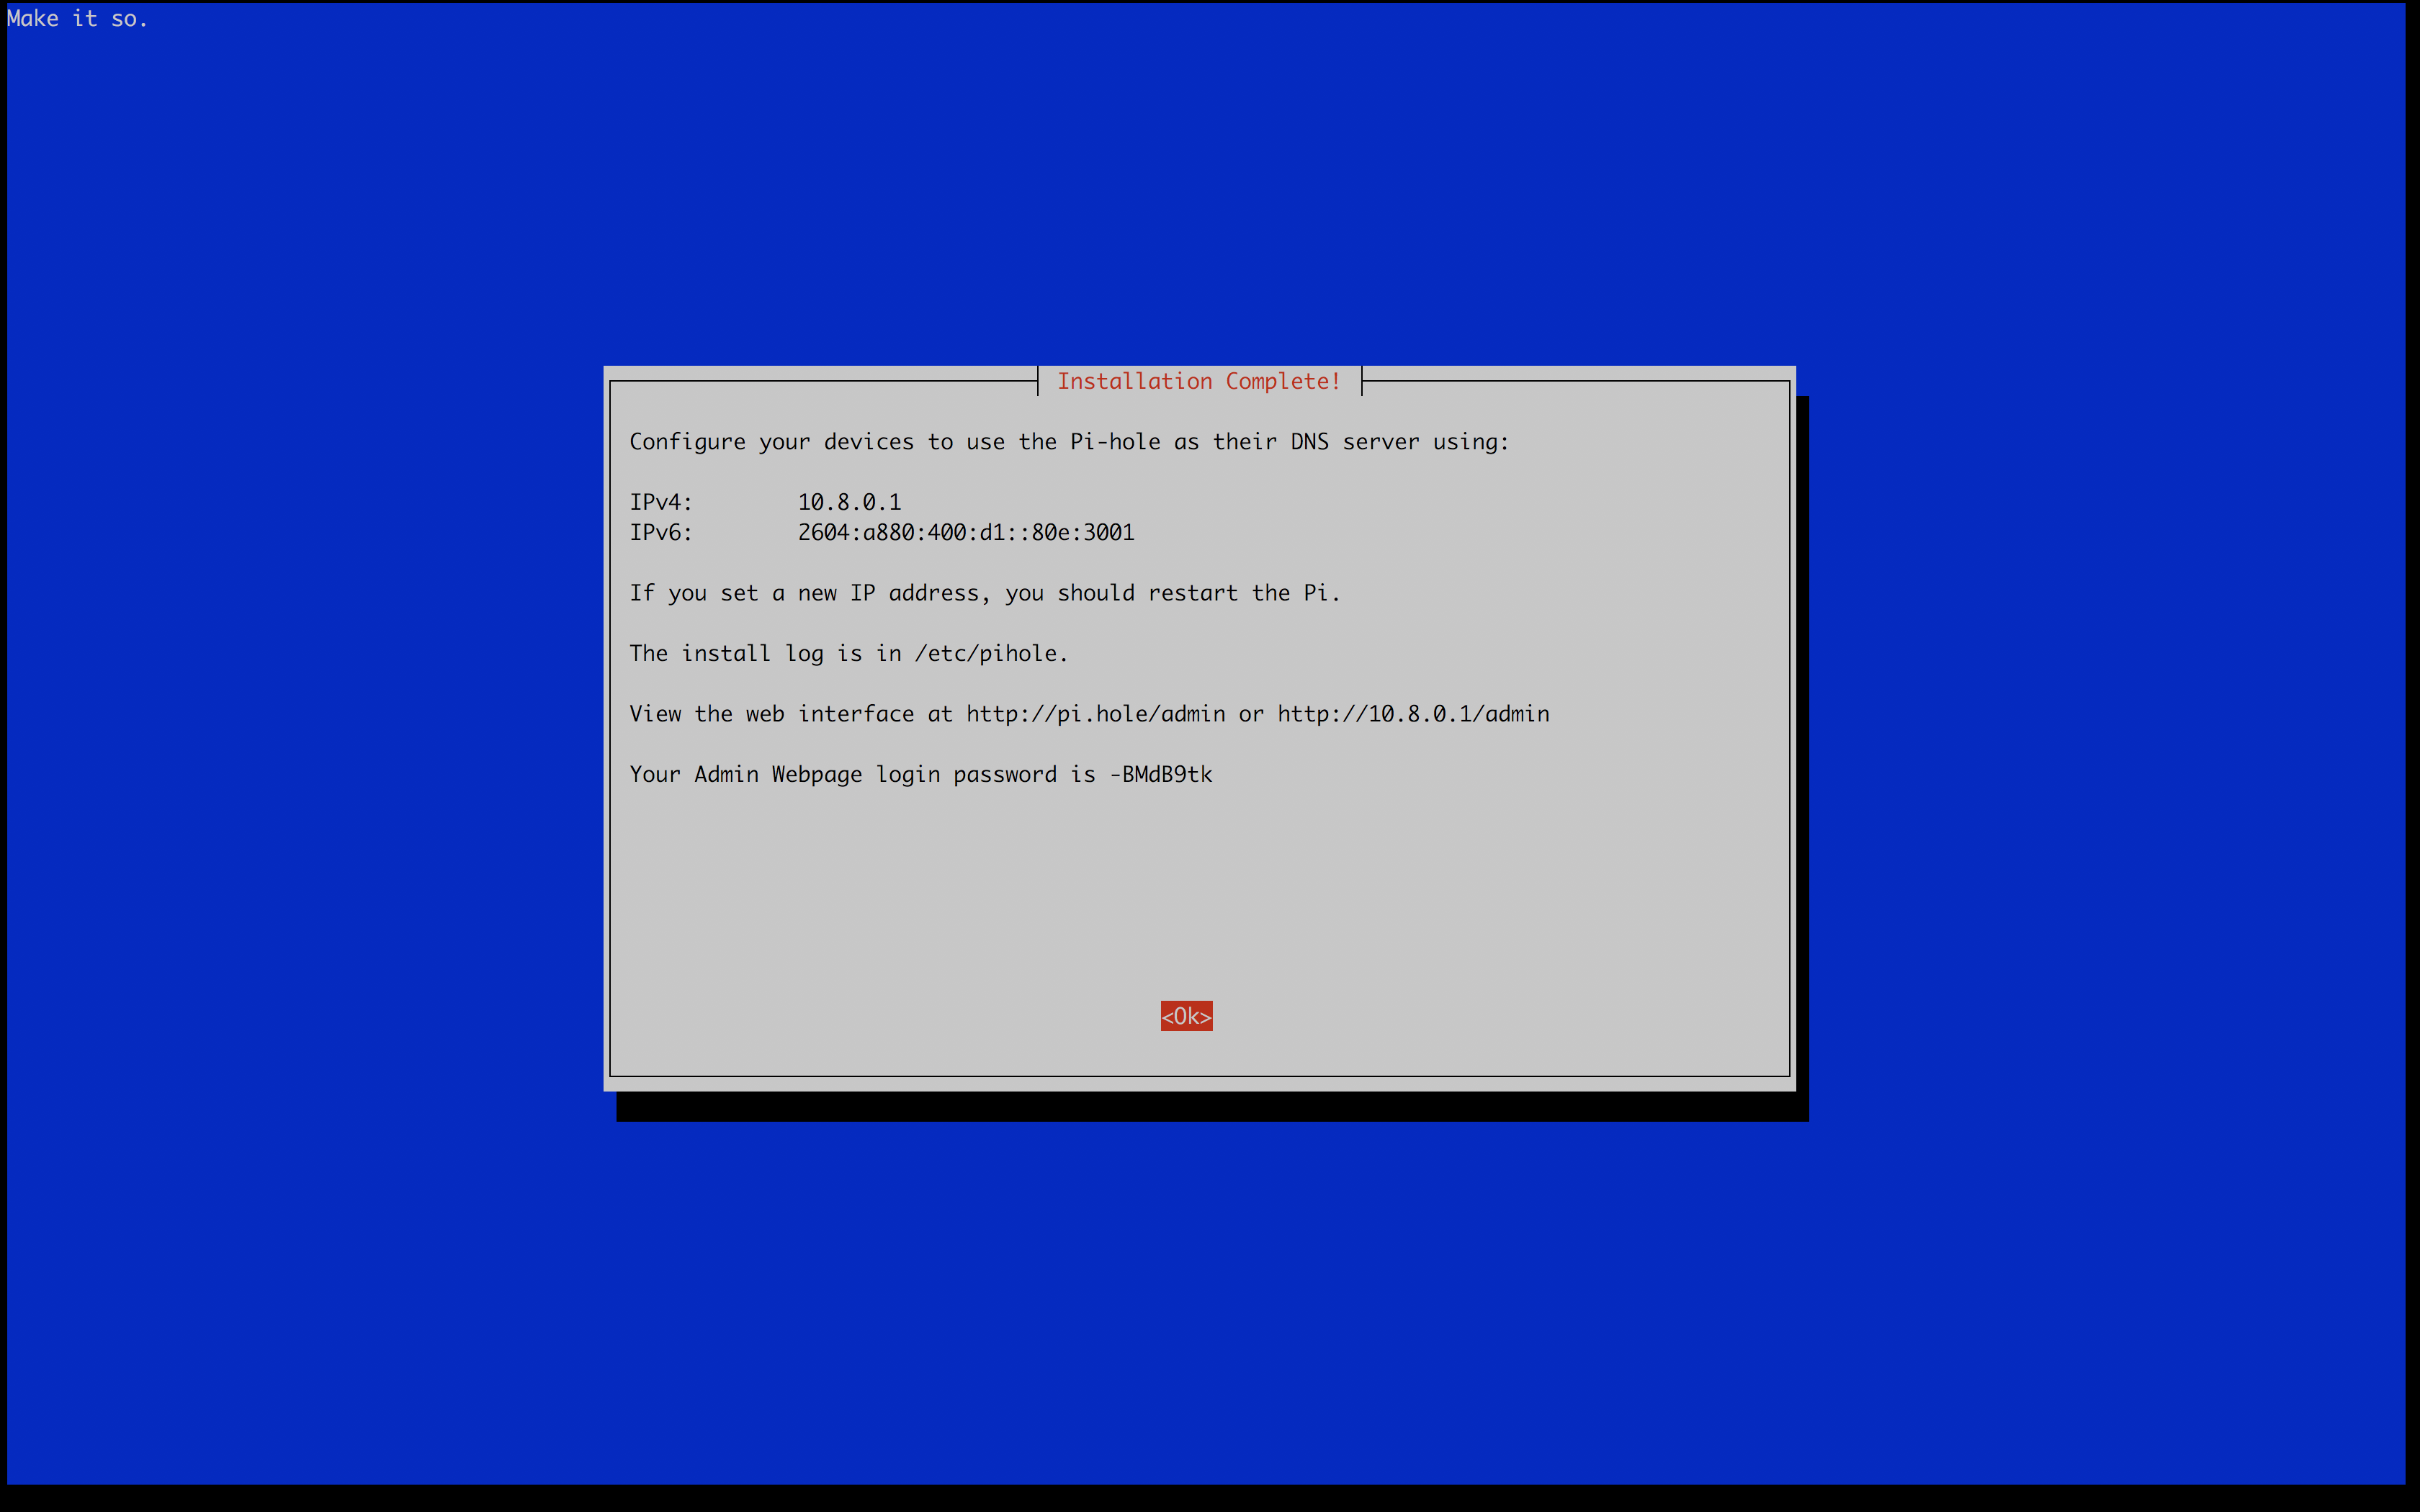 Make it so.
Installation Complete!
Configure your devices to use the Pi-hole as their DNS server using:
IPv4: 10.8.0.1
IPv6: 2604:a880:400:d1::80e:3001
If you set a new IP address, you should restart the Pi.
The install log is in /etc/pihole.
View the web interface at http://pi.hole/admin or http://10.8.0.1/admin
Your Admin Webpage login password is -BMdB9tk
<Ok>